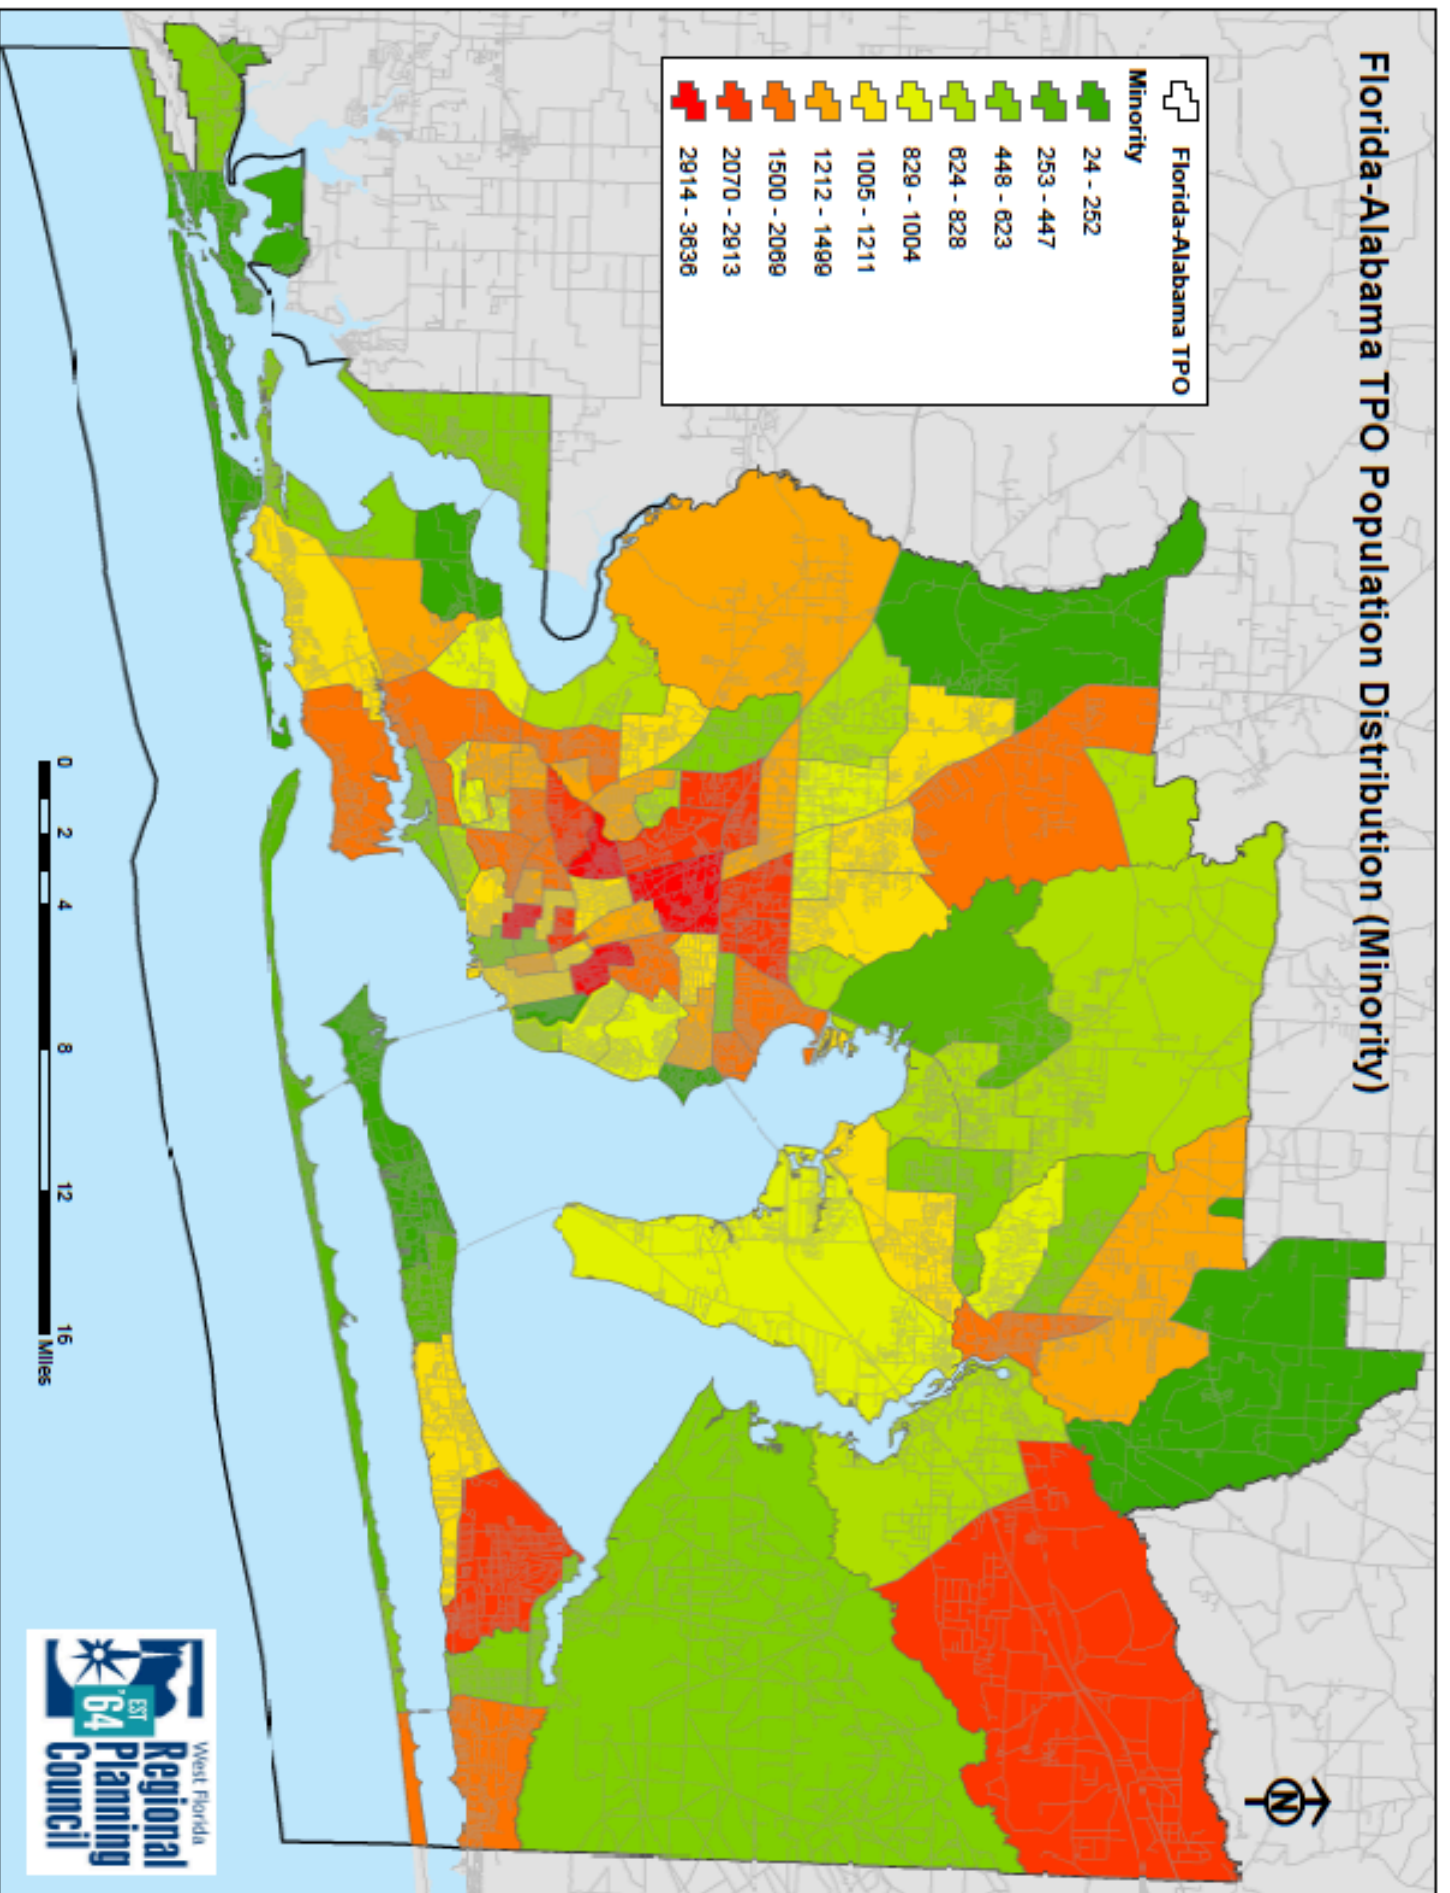 Florida-Alabama TPO Population Distribution (Minority)
Florida-Alabama TPO
Minority
24 - 252
253 - 447
448 - 623
624 - 828
829 - 1004
1005 - 1211
1212 - 1499
1500 - 2069
2070 - 2913
2914 - 3636
N
0 2 4 8 12 16
Miles
EST
'64
West Florida
Regional
Planning
Council